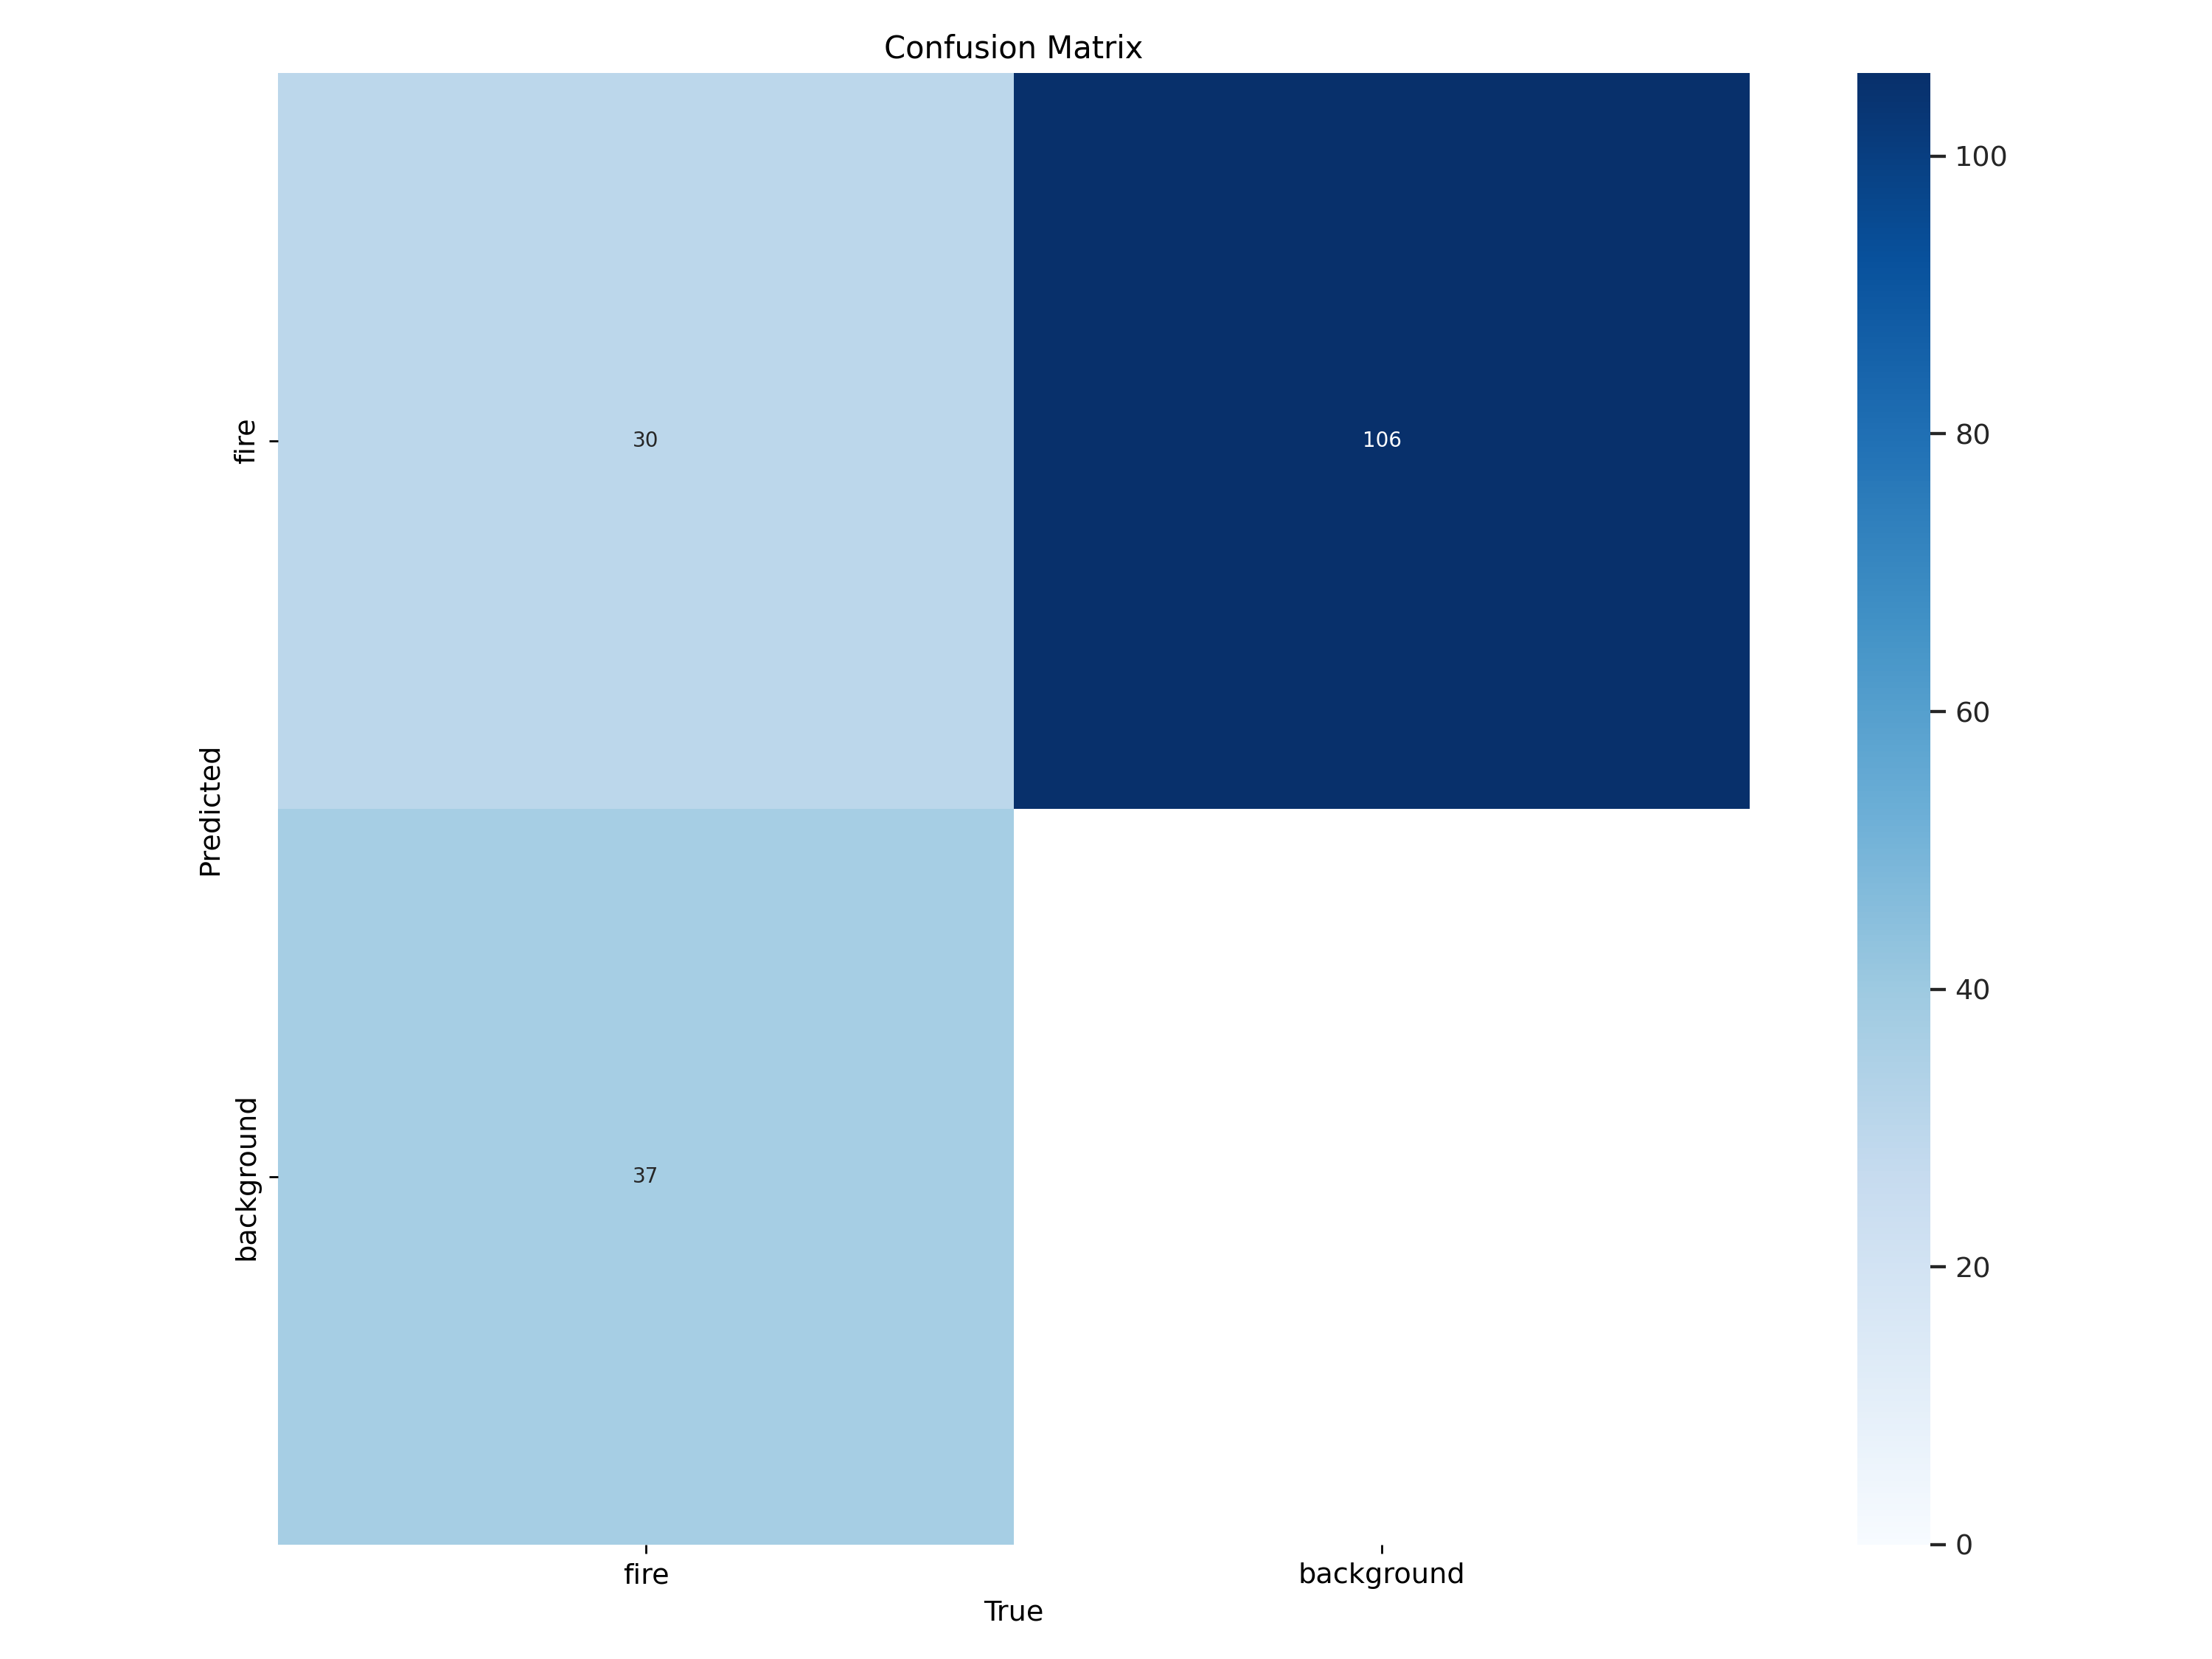 Confusion Matrix
fire
30
106
Predicted
background
37
fire
background
True
100
80
60
40
20
0